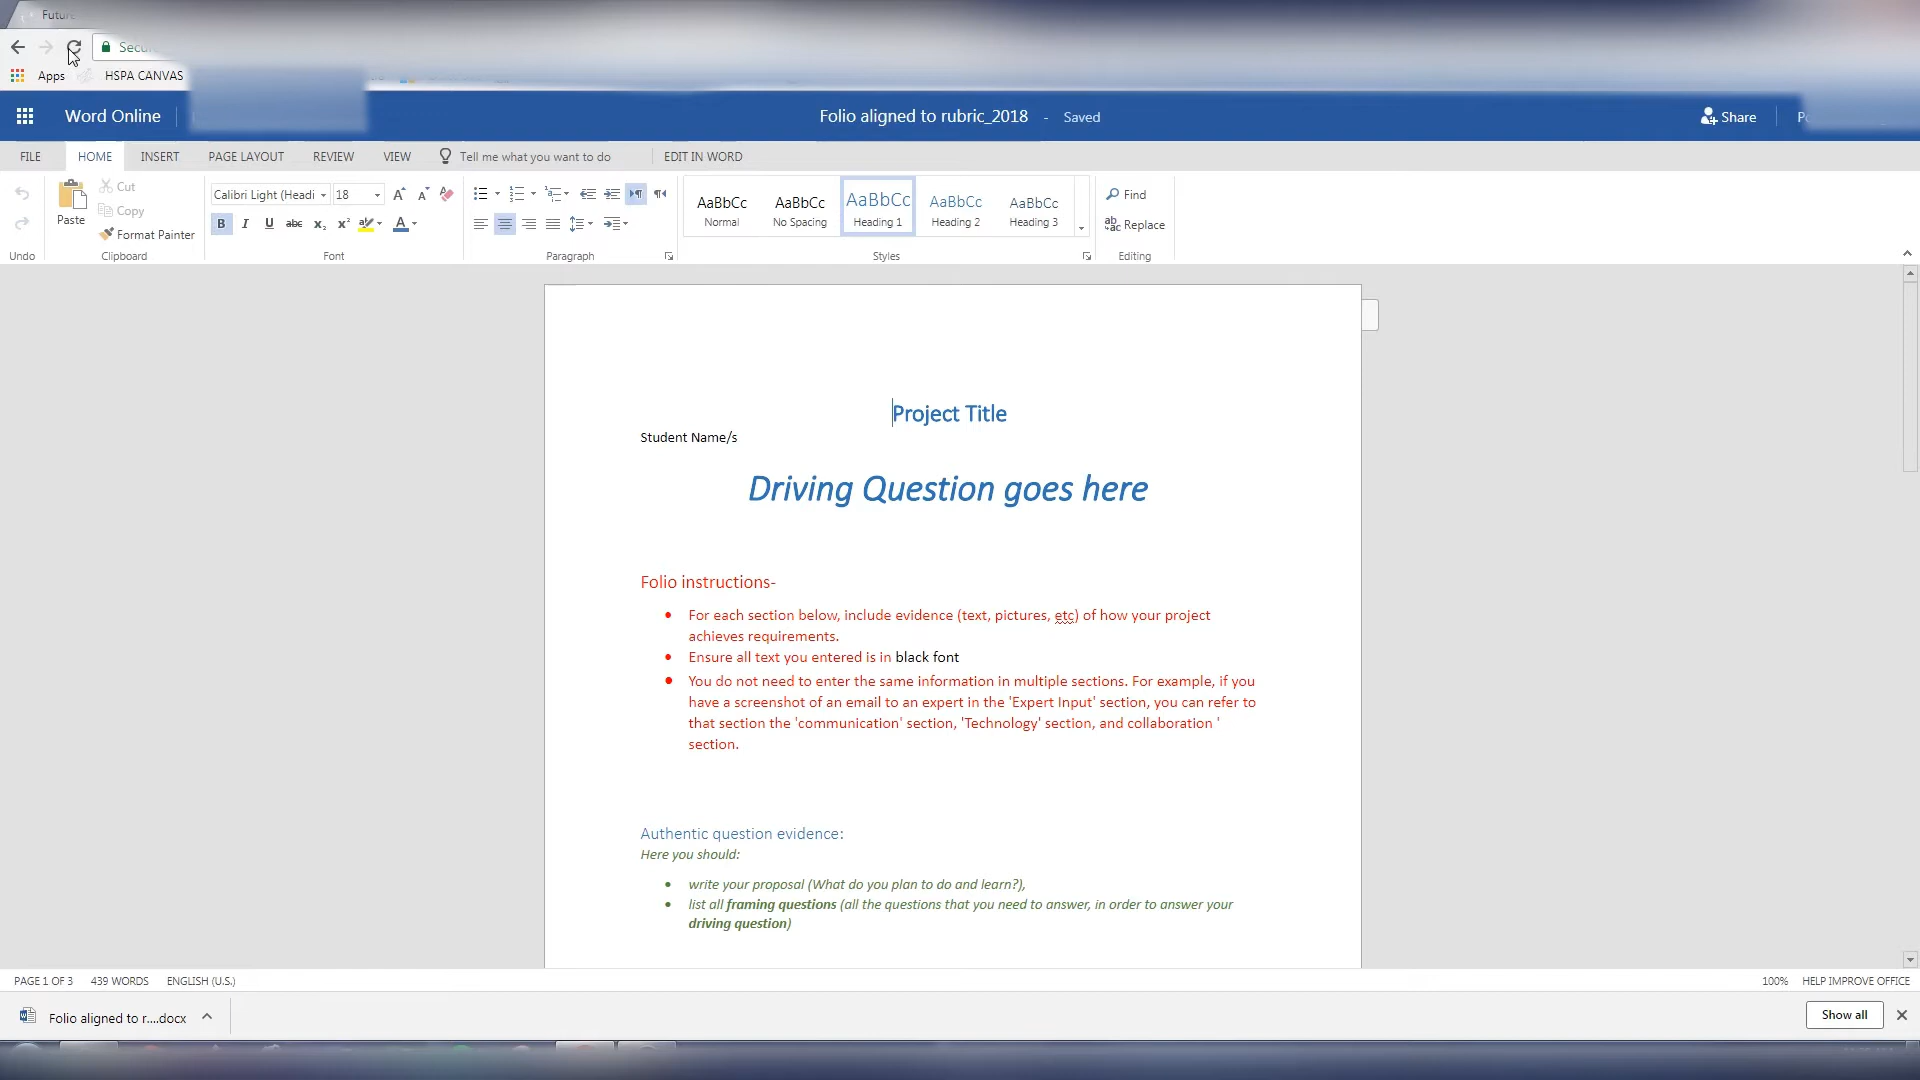 Future
Secure
Apps
HSPA CANVAS
Word Online
Folio aligned to rubric_2018 - Saved
Share
FILE HOME INSERT PAGE LAYOUT REVIEW VIEW Tell me what you want to do EDIT IN WORD
Paste
Cut
Copy
Format Painter
Calibri Light (Headi 18
B I U abc x₂ x² A
AaBbCc AaBbCc AaBbCc AaBbCc AaBbCc
Normal No Spacing Heading 1 Heading 2 Heading 3
Find
Replace
Undo Clipboard Font Paragraph Styles Editing
Project Title
Student Name/s
Driving Question goes here
Folio instructions-
• For each section below, include evidence (text, pictures, etc) of how your project
achieves requirements.
• Ensure all text you entered is in black font
• You do not need to enter the same information in multiple sections. For example, if you
have a screenshot of an email to an expert in the 'Expert Input' section, you can refer to
that section the 'communication' section, 'Technology' section, and collaboration '
section.
Authentic question evidence:
Here you should:
• write your proposal (What do you plan to do and learn?),
• list all framing questions (all the questions that you need to answer, in order to answer your
driving question)
PAGE 1 OF 3 439 WORDS ENGLISH (U.S.) 100% HELP IMPROVE OFFICE
Folio aligned to r....docx Show all